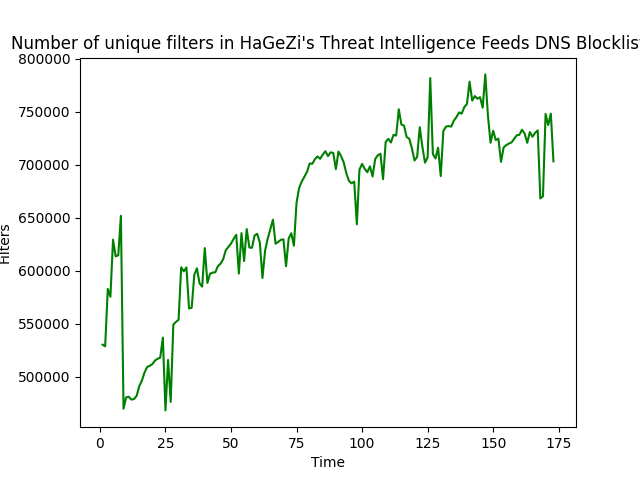 Number of unique filters in HaGeZi's Threat Intelligence Feeds DNS Blocklis
800000
750000
700000
650000
600000
550000
500000
Filters
0 25 50 75 100 125 150 175
Time